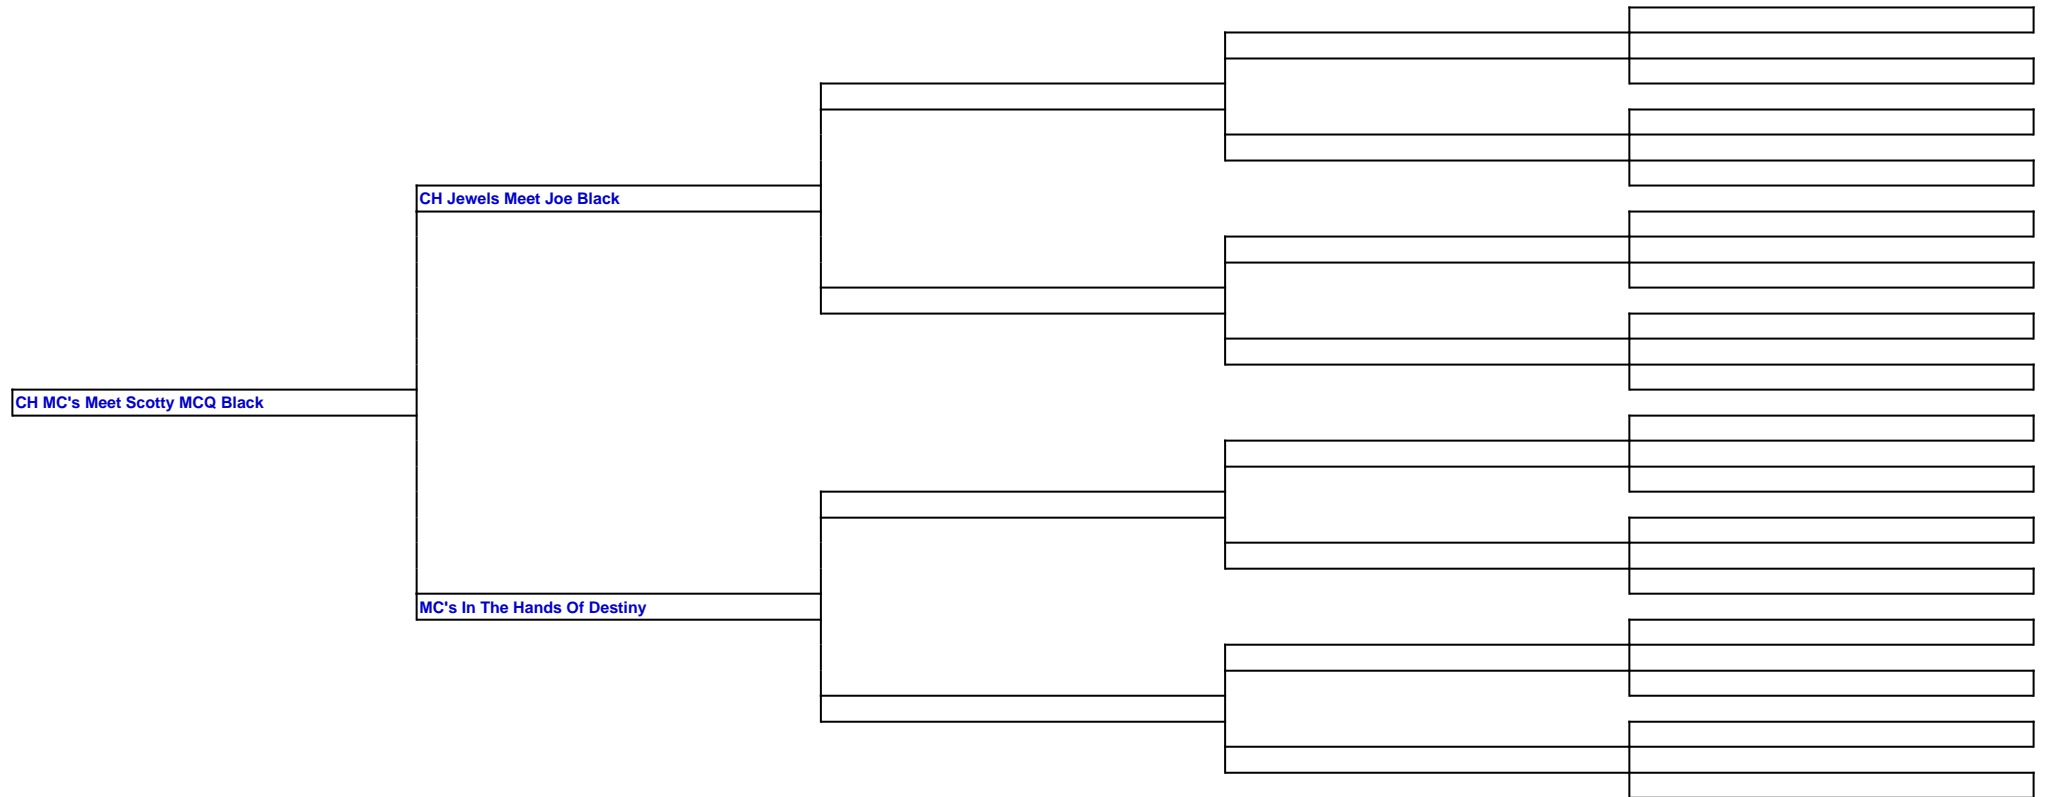 CH Jewels Meet Joe Black
CH MC's Meet Scotty MCQ Black
MC's In The Hands Of Destiny